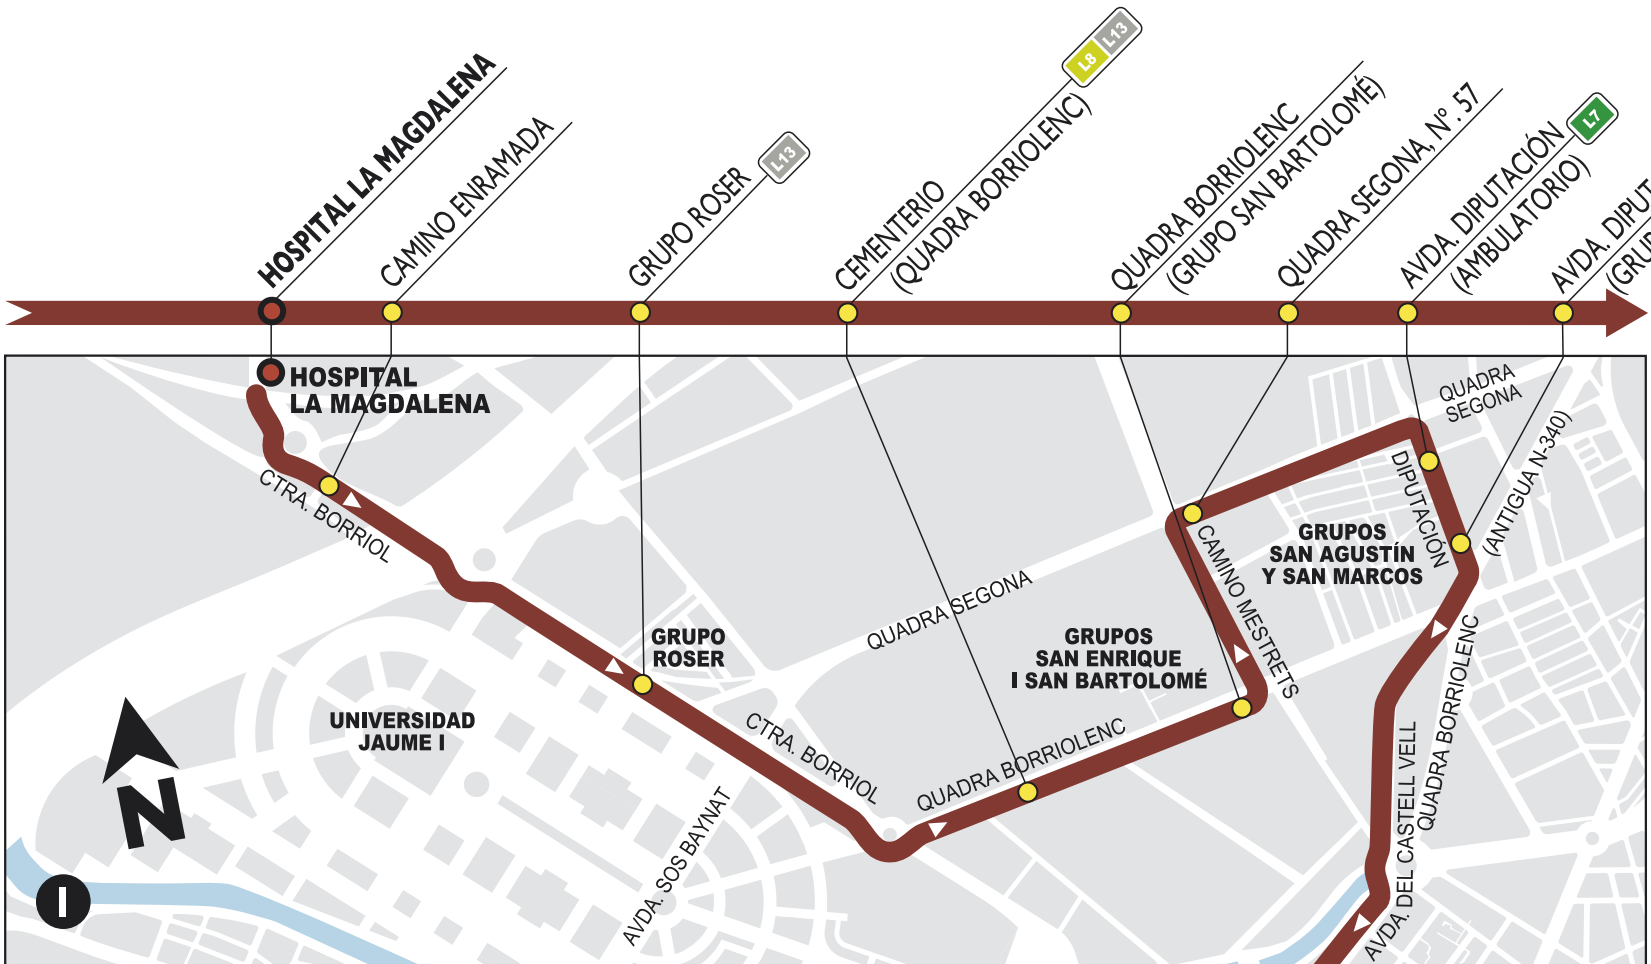 HOSPITAL LA MAGDALENA
CAMINO ENRAMADA
GRUPO ROSER
L13
CEMENTERIO
(QUADRA BORRIOLENC)
L8
L13
QUADRA BORRIOLENC
(GRUPO SAN BARTOLOMÉ)
QUADRA SEGONA, Nº. 57
AVDA. DIPUTACIÓN
(AMBULATORIO)
L7
AVDA. DIPUT
(GRUP
HOSPITAL
LA MAGDALENA
CTRA. BORRIOL
QUADRA
SEGONA
(ANTIGUA N-340)
DIPUTACIÓN
GRUPOS
SAN AGUSTÍN
Y SAN MARCOS
CAMINO MESTRETS
QUADRA SEGONA
GRUPO
ROSER
GRUPOS
SAN ENRIQUE
I SAN BARTOLOMÉ
UNIVERSIDAD
JAUME I
CTRA. BORRIOL
QUADRA BORRIOLENC
QUADRA BORRIOLENC
AVDA. DEL CASTELL VELL
AVDA. SOS BAYNAT
N
I